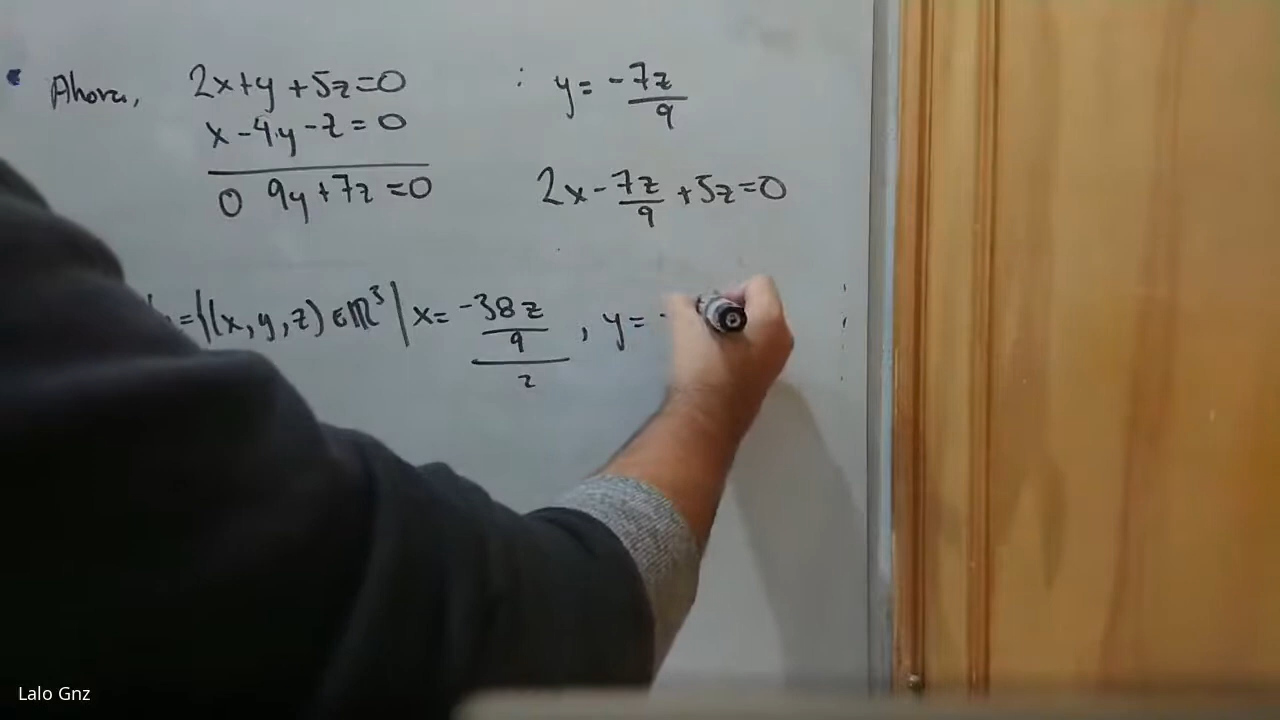 • Ahora, 2x+y+5z=0 : y = -7z/9
x-4y-z=0
0 9y+7z=0 2x-7z/9+5z=0
={(x,y,z)∈ℝ³|x= -38z/9/2, y= -
Lalo Gnz